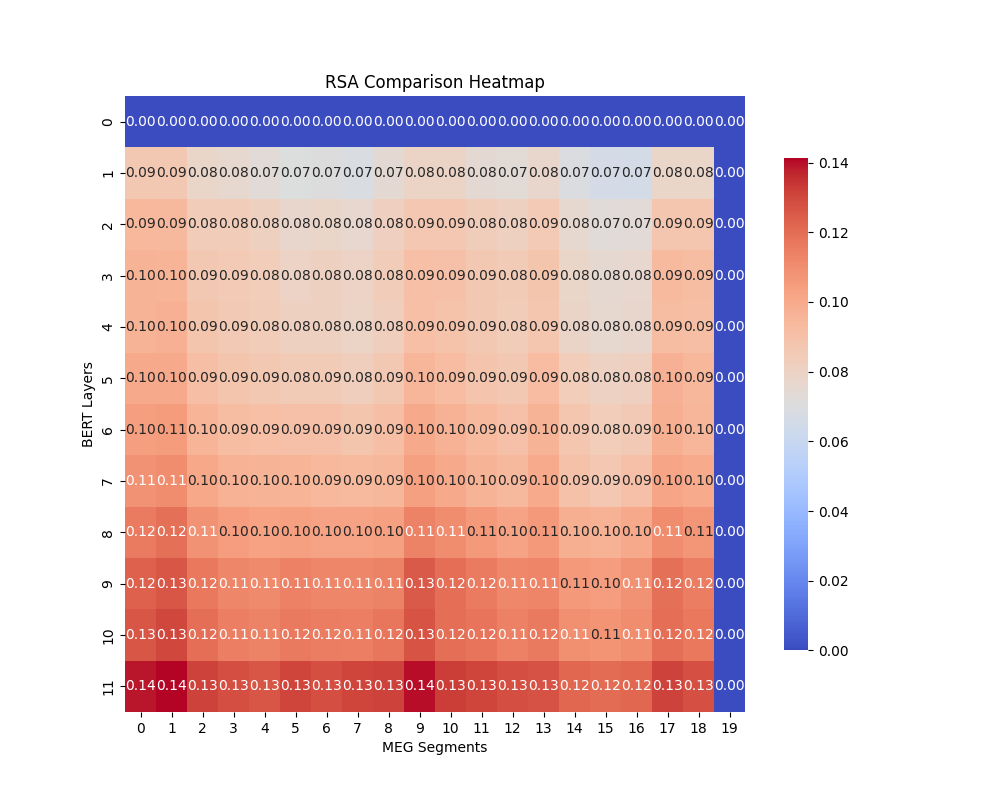 RSA Comparison Heatmap
0 0.00 0.00 0.00 0.00 0.00 0.00 0.00 0.00 0.00 0.00 0.00 0.00 0.00 0.00 0.00 0.00 0.00 0.00 0.00 0.00
1 0.09 0.09 0.08 0.08 0.07 0.07 0.07 0.07 0.07 0.08 0.08 0.08 0.07 0.08 0.07 0.07 0.07 0.08 0.08 0.00
2 0.09 0.09 0.08 0.08 0.08 0.08 0.08 0.08 0.08 0.09 0.09 0.08 0.08 0.09 0.08 0.07 0.07 0.09 0.09 0.00
3 0.10 0.10 0.09 0.09 0.09 0.08 0.08 0.08 0.08 0.09 0.09 0.09 0.08 0.09 0.08 0.08 0.08 0.09 0.09 0.00
4 0.10 0.10 0.09 0.09 0.08 0.08 0.08 0.08 0.08 0.09 0.09 0.09 0.08 0.09 0.08 0.08 0.08 0.09 0.09 0.00
5 0.10 0.10 0.09 0.09 0.09 0.08 0.09 0.08 0.09 0.10 0.09 0.09 0.09 0.09 0.08 0.08 0.08 0.10 0.09 0.00
6 0.10 0.11 0.10 0.09 0.09 0.09 0.09 0.09 0.09 0.10 0.10 0.09 0.09 0.10 0.09 0.08 0.09 0.10 0.10 0.00
7 0.11 0.11 0.10 0.10 0.10 0.10 0.09 0.09 0.09 0.10 0.10 0.10 0.09 0.10 0.09 0.09 0.09 0.10 0.10 0.00
8 0.12 0.12 0.11 0.10 0.10 0.10 0.10 0.10 0.10 0.11 0.11 0.11 0.10 0.11 0.10 0.10 0.10 0.11 0.11 0.00
9 0.12 0.13 0.12 0.11 0.11 0.11 0.11 0.11 0.11 0.13 0.12 0.12 0.11 0.11 0.11 0.10 0.11 0.12 0.12 0.00
10 0.13 0.13 0.12 0.11 0.11 0.12 0.12 0.11 0.12 0.13 0.12 0.12 0.11 0.12 0.11 0.11 0.11 0.12 0.12 0.00
11 0.14 0.14 0.13 0.13 0.13 0.13 0.13 0.13 0.13 0.14 0.13 0.13 0.13 0.13 0.12 0.12 0.12 0.13 0.13 0.00
0 1 2 3 4 5 6 7 8 9 10 11 12 13 14 15 16 17 18 19
MEG Segments
BERT Layers
0.14
0.12
0.10
0.08
0.06
0.04
0.02
0.00